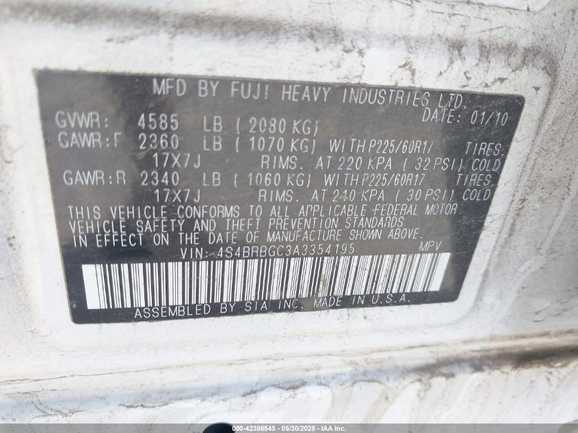 MFD BY FUJI HEAVY INDUSTRIES LTD.
DATE: 01/10
GVWR: 4585 LB ( 2080 KG)
GAWR:F 2360 LB ( 1070 KG) WITH P225/60R17 TIRES.
17X7J RIMS. AT 220 KPA ( 32 PSI) COLD
GAWR:R 2340 LB ( 1060 KG) WITH P225/60R17 TIRES.
17X7J RIMS. AT 240 KPA ( 30 PSI) COLD
THIS VEHICLE CONFORMS TO ALL APPLICABLE FEDERAL MOTOR
VEHICLE SAFETY AND THEFT PREVENTION STANDARDS
IN EFFECT ON THE DATE OF MANUFACTURE SHOWN ABOVE.
VIN: 4S4BRBGC3A3354195 MPV
ASSEMBLED BY SIA INC. MADE IN U.S.A.
000-42398545 - 05/30/2025 - IAA